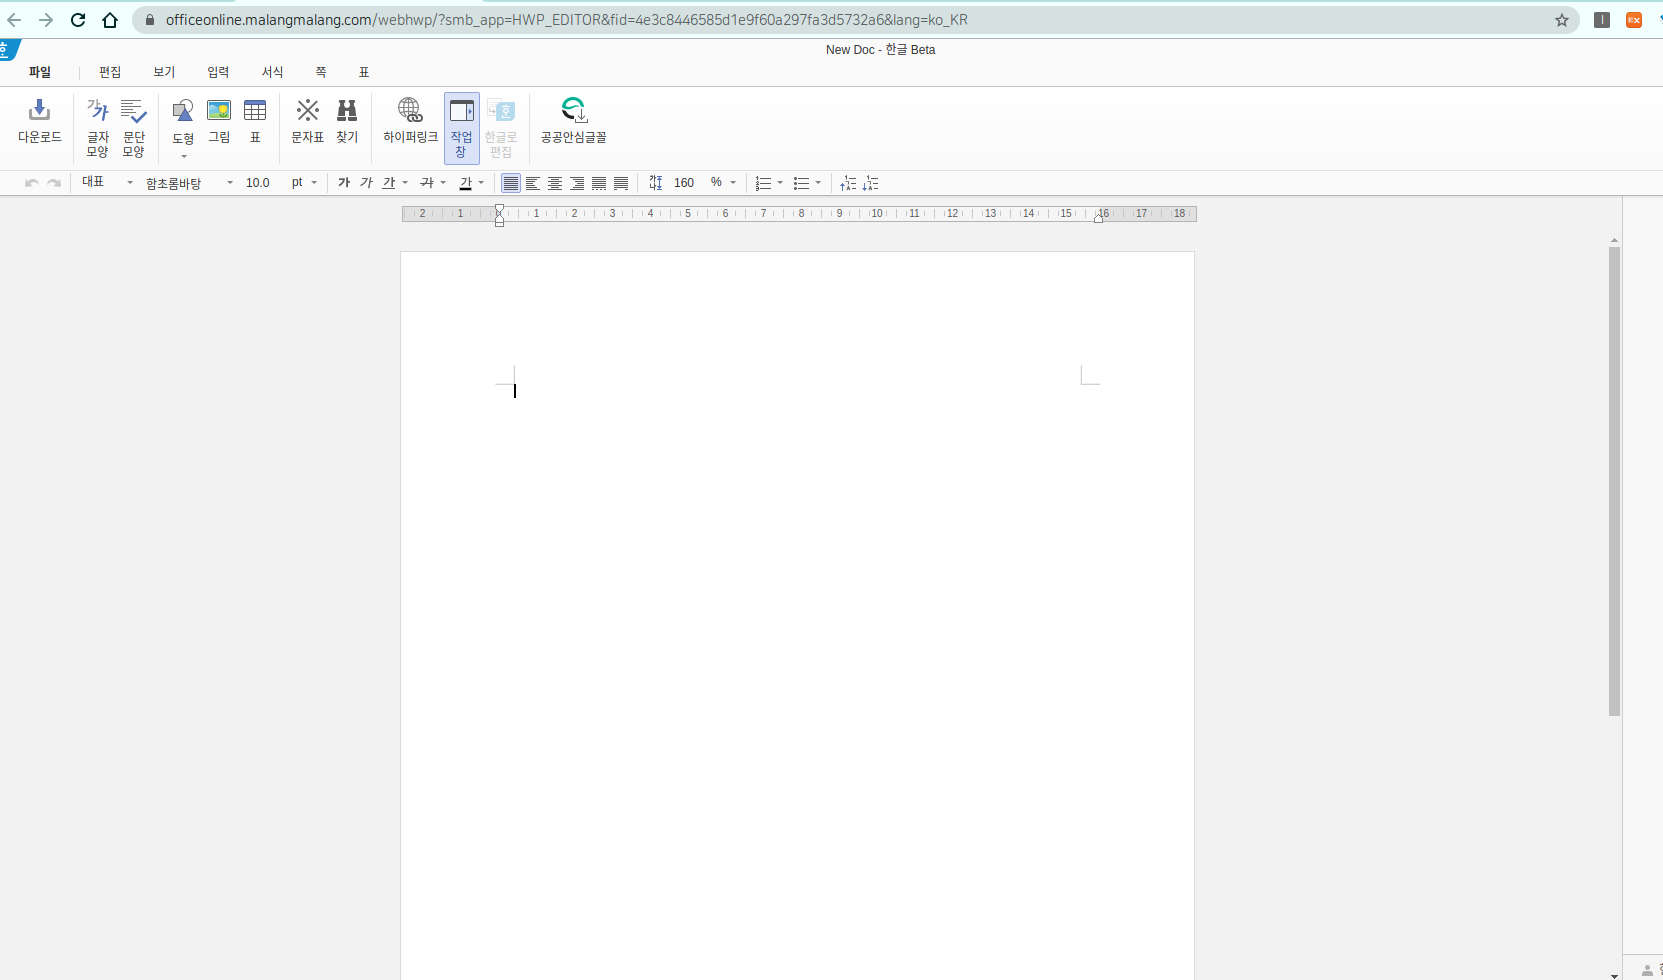 officeonline.malangmalang.com/webhwp/?smb_app=HWP_EDITOR&fid=4e3c8446585d1e9f60a297fa3d5732a6&lang=ko_KR
New Doc - 한글 Beta
파일 편집 보기 입력 서식 쪽 표
다운로드 글자 모양 문단 모양 도형 그림 표 문자표 찾기 하이퍼링크 작업 창 한글로 편집 공공안심글꼴
대표 함초롬바탕 10.0 pt 가 가 가 가 가 160 %
2 1 1 2 3 4 5 6 7 8 9 10 11 12 13 14 15 16 17 18